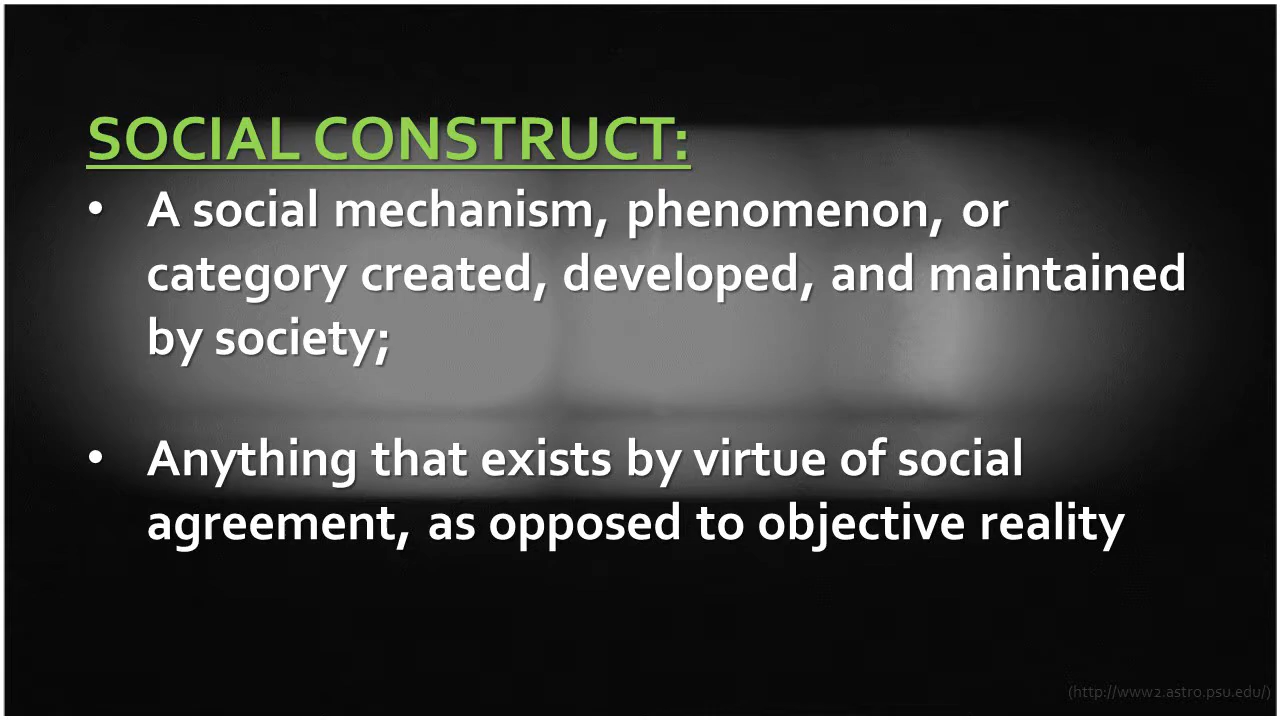 SOCIAL CONSTRUCT:
• A social mechanism, phenomenon, or
category created, developed, and maintained
by society;
• Anything that exists by virtue of social
agreement, as opposed to objective reality
(http://www2.astro.psu.edu/)